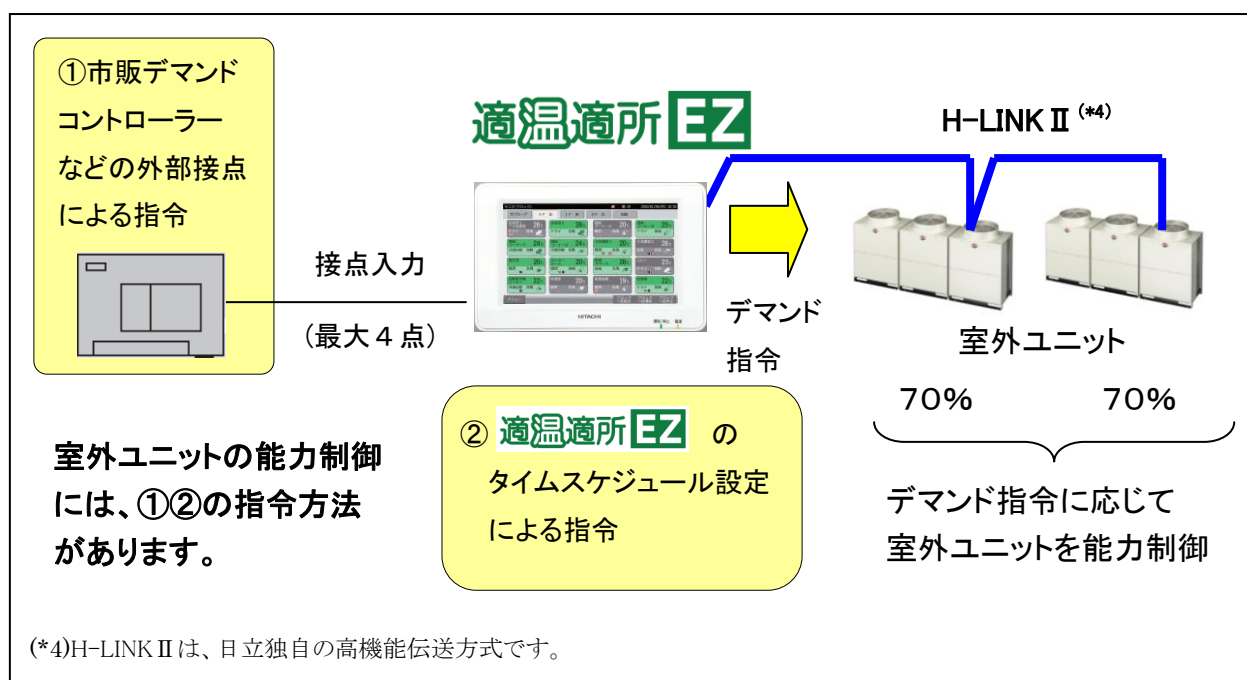 ①市販デマンド
コントローラー
などの外部接点
による指令
適温適所EZ
H-LINKⅡ(*4)
接点入力
(最大4点)
HITACHI
デマンド
指令
室外ユニット
70% 70%
② 適温適所EZ の
タイムスケジュール設定
による指令
室外ユニットの能力制御
には、①②の指令方法
があります。
デマンド指令に応じて
室外ユニットを能力制御
(*4)H-LINKⅡは、日立独自の高機能伝送方式です。